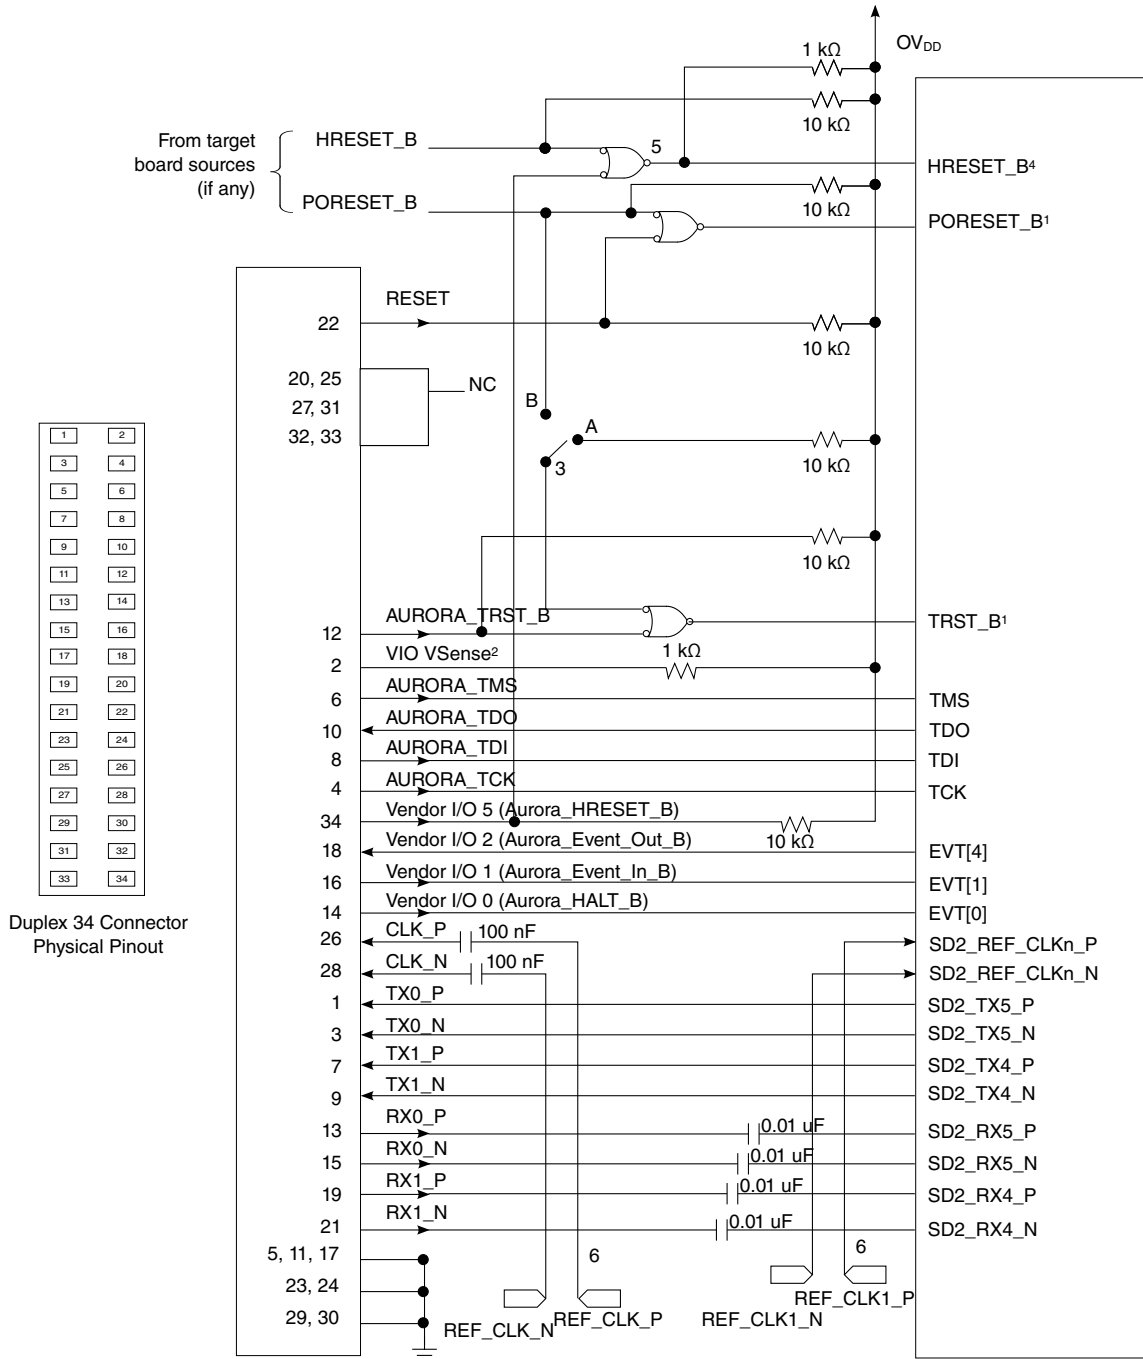 OVDD
1 kΩ
10 kΩ
From target
board sources
(if any)
HRESET_B
5
HRESET_B4
PORESET_B
10 kΩ
PORESET_B1
RESET
22
10 kΩ
20, 25
27, 31
32, 33
NC
B
A
3
10 kΩ
10 kΩ
1 2
3 4
5 6
7 8
9 10
11 12
13 14
15 16
17 18
19 20
21 22
23 24
25 26
27 28
29 30
31 32
33 34
Duplex 34 Connector
Physical Pinout
12 AURORA_TRST_B TRST_B1
2 VIO VSense2 1 kΩ
6 AURORA_TMS TMS
10 AURORA_TDO TDO
8 AURORA_TDI TDI
4 AURORA_TCK TCK
34 Vendor I/O 5 (Aurora_HRESET_B) 10 kΩ
18 Vendor I/O 2 (Aurora_Event_Out_B) EVT[4]
16 Vendor I/O 1 (Aurora_Event_In_B) EVT[1]
14 Vendor I/O 0 (Aurora_HALT_B) EVT[0]
26 CLK_P 100 nF SD2_REF_CLKn_P
28 CLK_N 100 nF SD2_REF_CLKn_N
1 TX0_P SD2_TX5_P
3 TX0_N SD2_TX5_N
7 TX1_P SD2_TX4_P
9 TX1_N SD2_TX4_N
13 RX0_P 0.01 uF SD2_RX5_P
15 RX0_N 0.01 uF SD2_RX5_N
19 RX1_P 0.01 uF SD2_RX4_P
21 RX1_N 0.01 uF SD2_RX4_N
5, 11, 17
23, 24
29, 30
6
6
REF_CLK_N
REF_CLK_P
REF_CLK1_N
REF_CLK1_P